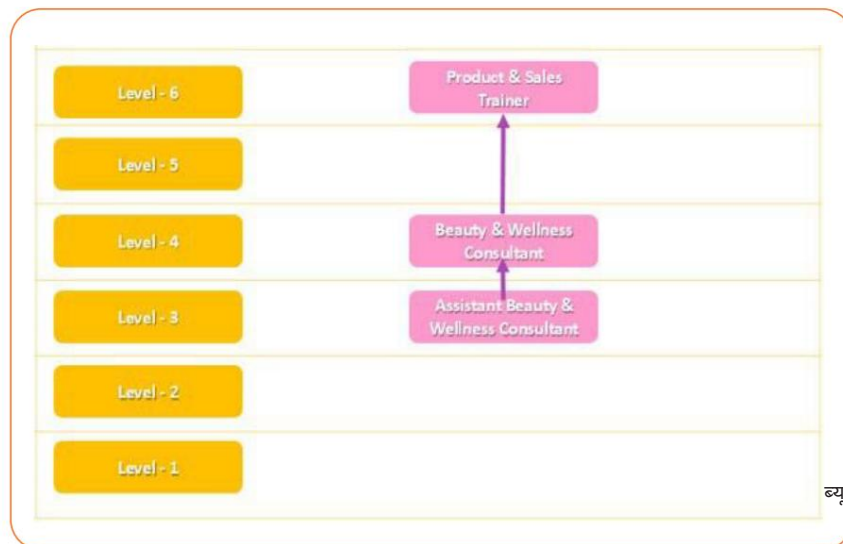 Level - 6
Product & Sales
Trainer
Level - 5
Level - 4
Beauty & Wellness
Consultant
Level - 3
Assistant Beauty &
Wellness Consultant
Level - 2
Level - 1